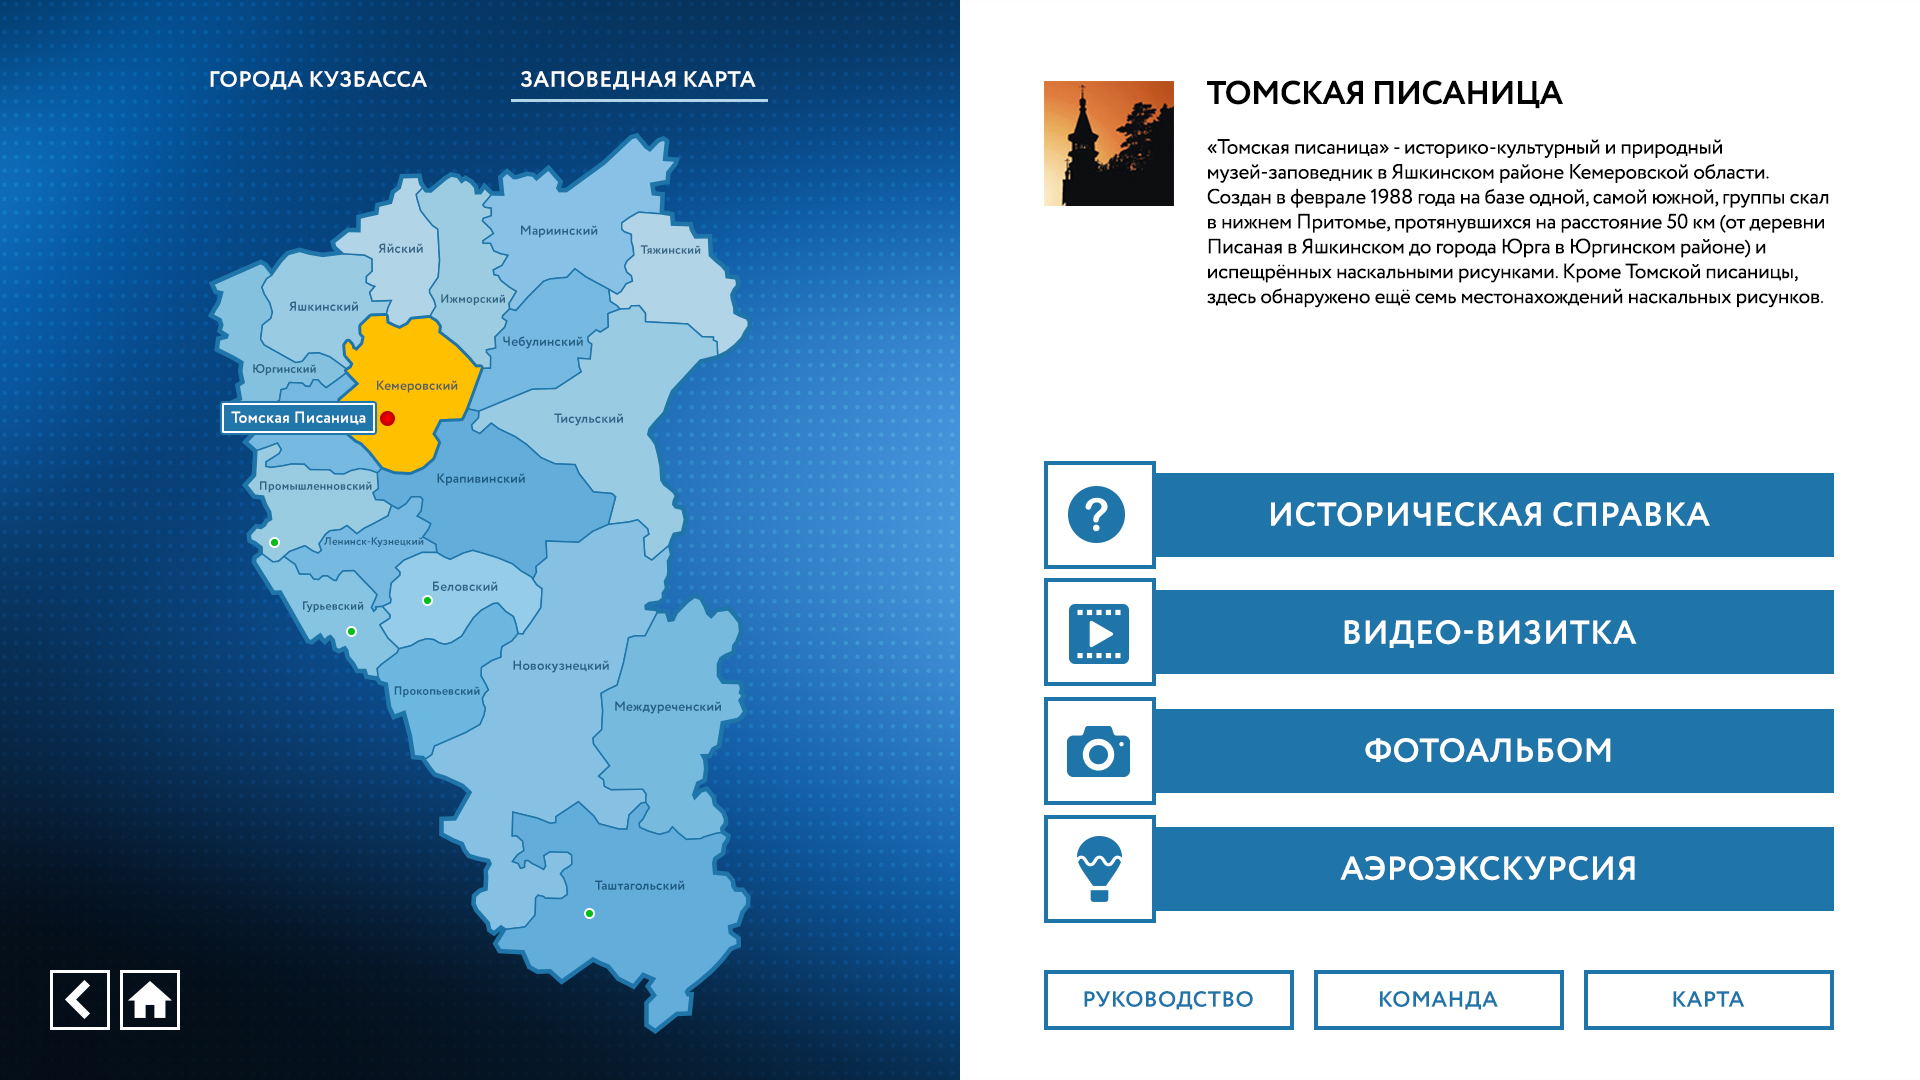 ГОРОДА КУЗБАССА
ЗАПОВЕДНАЯ КАРТА
Мариинский
Яйский
Тяжинский
Ижморский
Яшкинский
Чебулинский
Юргинский
Кемеровский
Томская Писаница
Тисульский
Крапивинский
Промышленновский
Ленинск-Кузнецкий
Беловский
Гурьевский
Новокузнецкий
Прокопьевский
Междуреченский
Таштагольский
ТОМСКАЯ ПИСАНИЦА
«Томская писаница» - историко-культурный и природный
музей-заповедник в Яшкинском районе Кемеровской области.
Создан в феврале 1988 года на базе одной, самой южной, группы скал
в нижнем Притомье, протянувшихся на расстояние 50 км (от деревни
Писаная в Яшкинском до города Юрга в Юргинском районе) и
испещрённых наскальными рисунками. Кроме Томской писаницы,
здесь обнаружено ещё семь местонахождений наскальных рисунков.
ИСТОРИЧЕСКАЯ СПРАВКА
ВИДЕО-ВИЗИТКА
ФОТОАЛЬБОМ
АЭРОЭКСКУРСИЯ
РУКОВОДСТВО
КОМАНДА
КАРТА